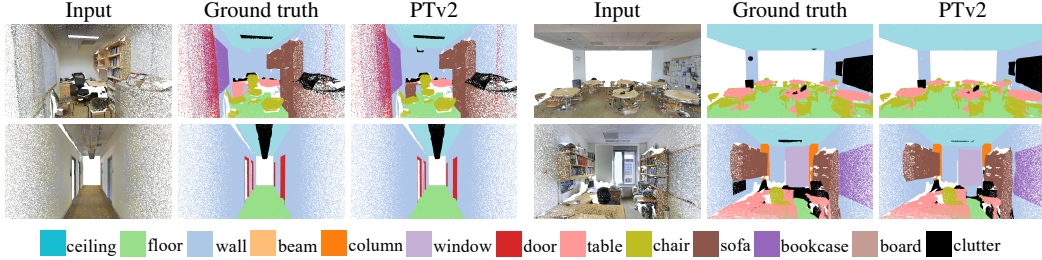 Input Ground truth PTv2 Input Ground truth PTv2
ceiling floor wall beam column window door table chair sofa bookcase board clutter